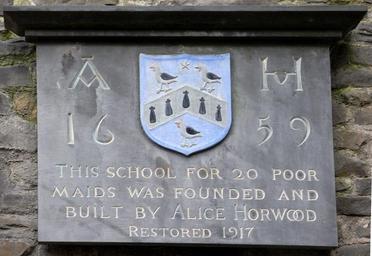 A H
16 59
THIS SCHOOL FOR 20 POOR
MAIDS WAS FOUNDED AND
BUILT BY ALICE HORWOOD
RESTORED 1917